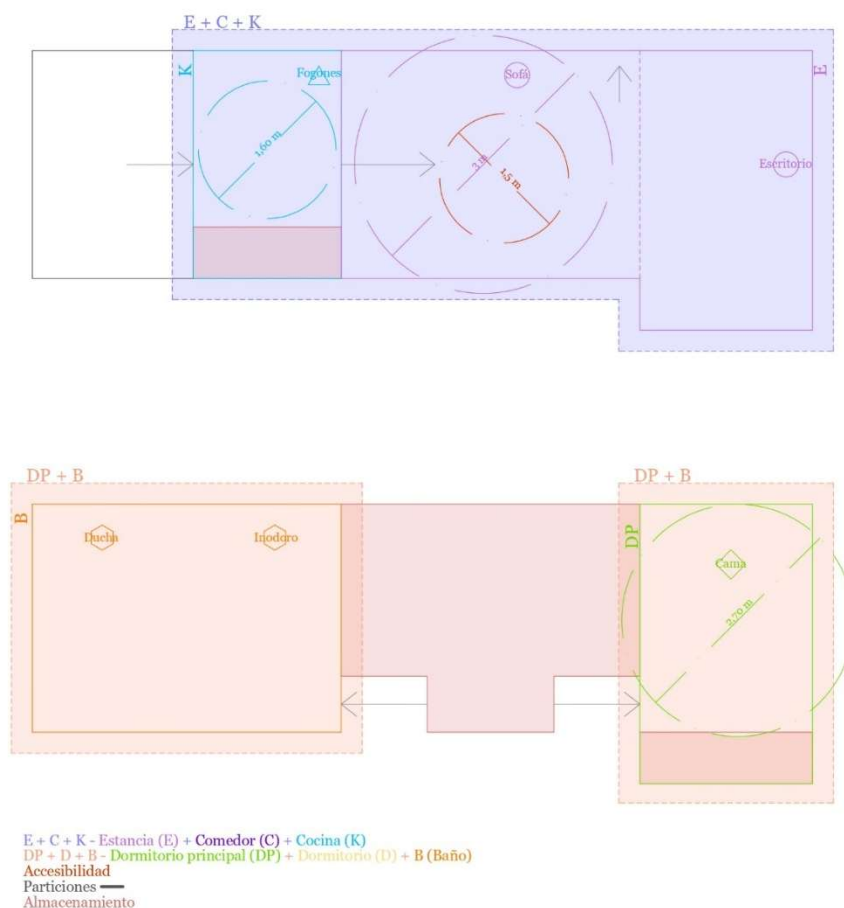 E + C + K
K
Fogones
Sofá
E
1,60 m
3 m
1,5 m
Escritorio
DP + B
DP + B
B
Ducha
Inodoro
DP
Cama
2,70 m
E + C + K - Estancia (E) + Comedor (C) + Cocina (K)
DP + D + B - Dormitorio principal (DP) + Dormitorio (D) + B (Baño)
Accesibilidad
Particiones
Almacenamiento